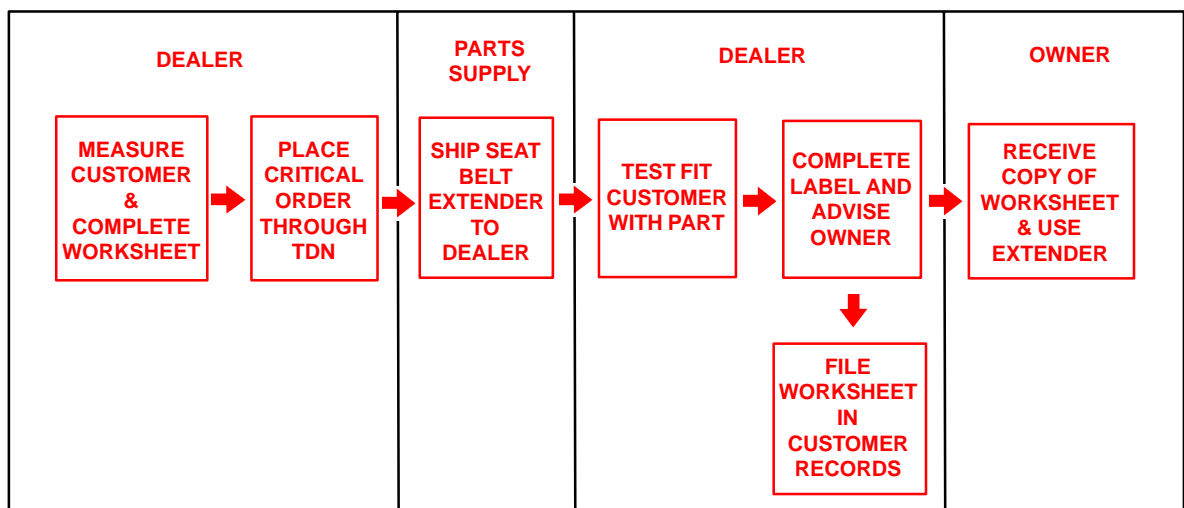 DEALER
MEASURE
CUSTOMER
&
COMPLETE
WORKSHEET
PLACE
CRITICAL
ORDER
THROUGH
TDN
PARTS
SUPPLY
SHIP SEAT
BELT
EXTENDER
TO
DEALER
DEALER
TEST FIT
CUSTOMER
WITH PART
COMPLETE
LABEL AND
ADVISE
OWNER
FILE
WORKSHEET
IN
CUSTOMER
RECORDS
OWNER
RECEIVE
COPY OF
WORKSHEET
& USE
EXTENDER